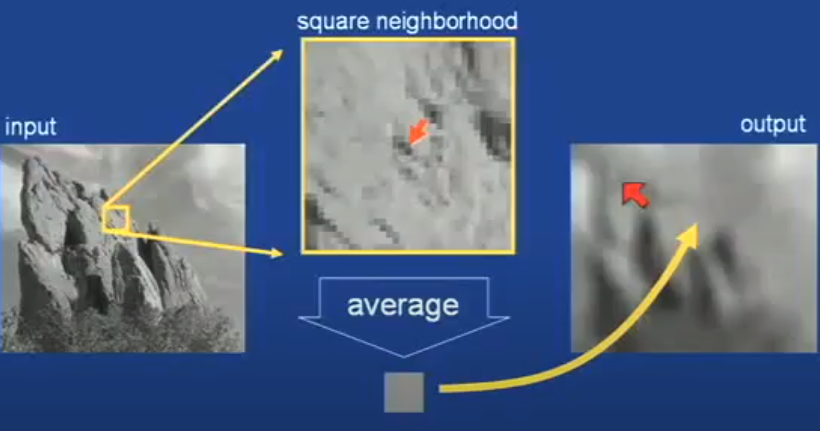 square neighborhood
input
output
average